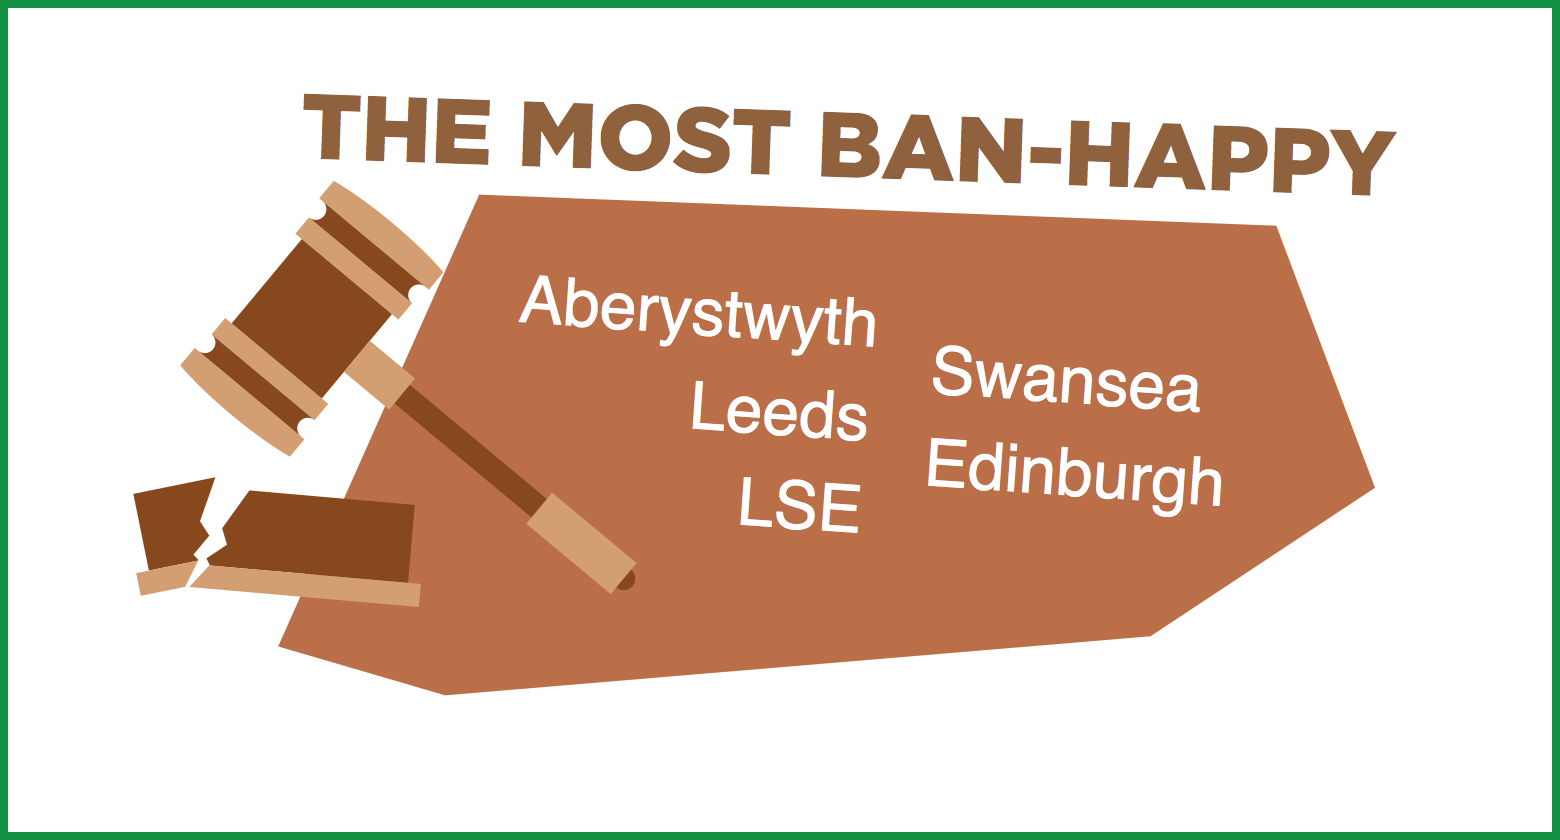 THE MOST BAN-HAPPY
Aberystwyth
Leeds
LSE
Swansea
Edinburgh